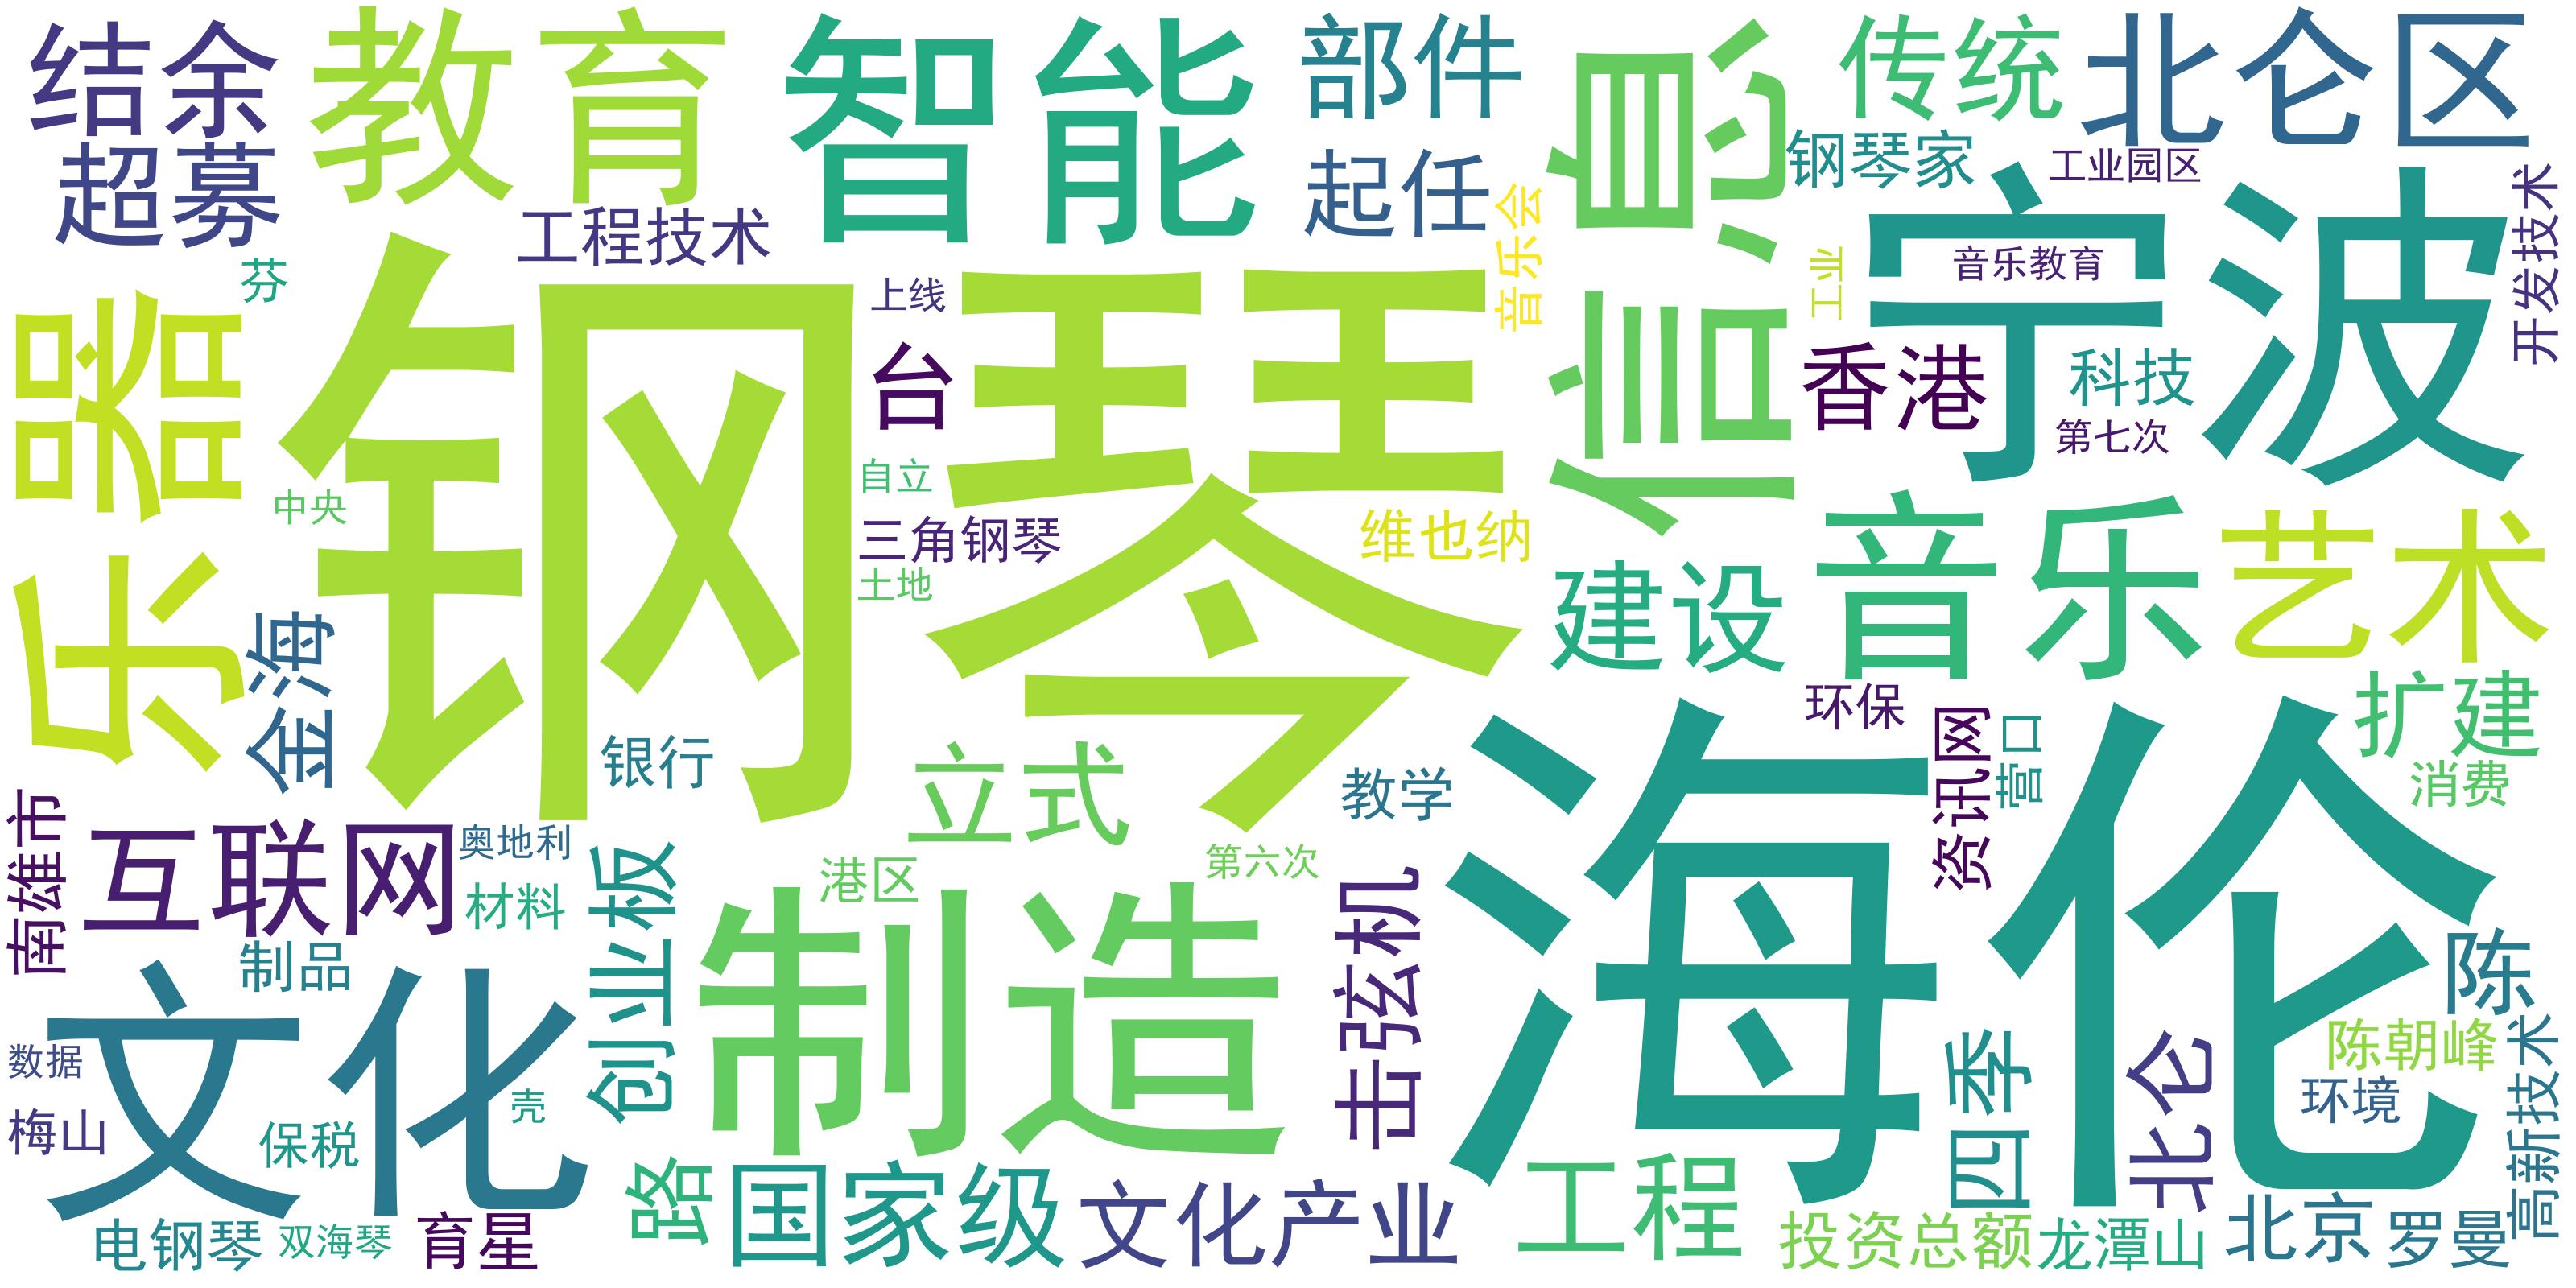 结余
教育
智能
部件
信息
传统
北仑区
超募
起任
钢琴家
工业园区
工程技术
音乐会
宁波
开发技术
芬
钢琴
上线
工业
音乐教育
乐器
台
香港
科技
第七次
自立
中央
三角钢琴
维也纳
音乐
艺术
土地
建设
金海
海伦
环保
扩建
银行
立式
教学
资讯网
营口
消费
南雄市
互联网
奥地利
创业板
港区
第六次
材料
制造
击弦机
陈
制品
文化
数据
四季
北仑
陈朝峰
高新技术
梅山
壳
环境
保税
路
国家级
文化产业
工程
电钢琴
双海琴
育星
投资总额
龙潭山
北京
罗曼